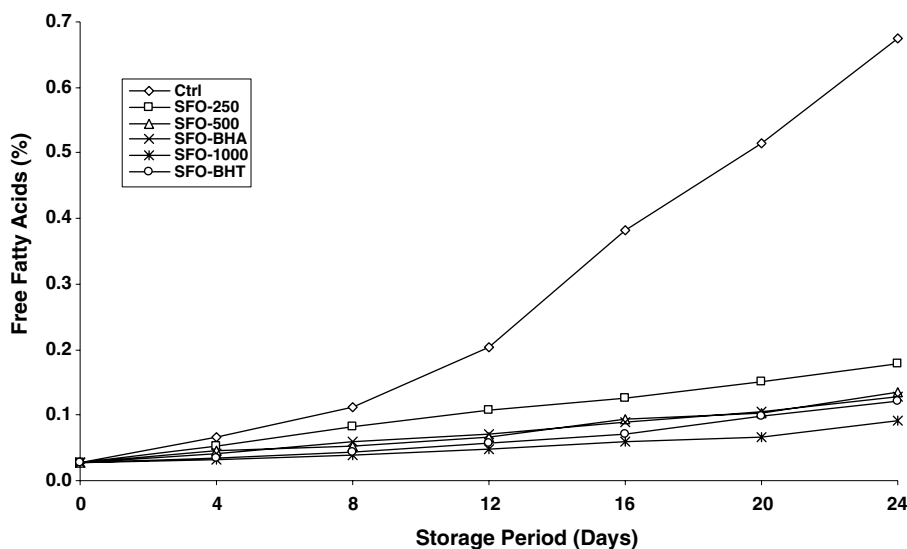 0.7
0.6
0.5
0.4
0.3
0.2
0.1
0.0
Free Fatty Acids (%)
Ctrl
SFO-250
SFO-500
SFO-BHA
SFO-1000
SFO-BHT
0 4 8 12 16 20 24
Storage Period (Days)